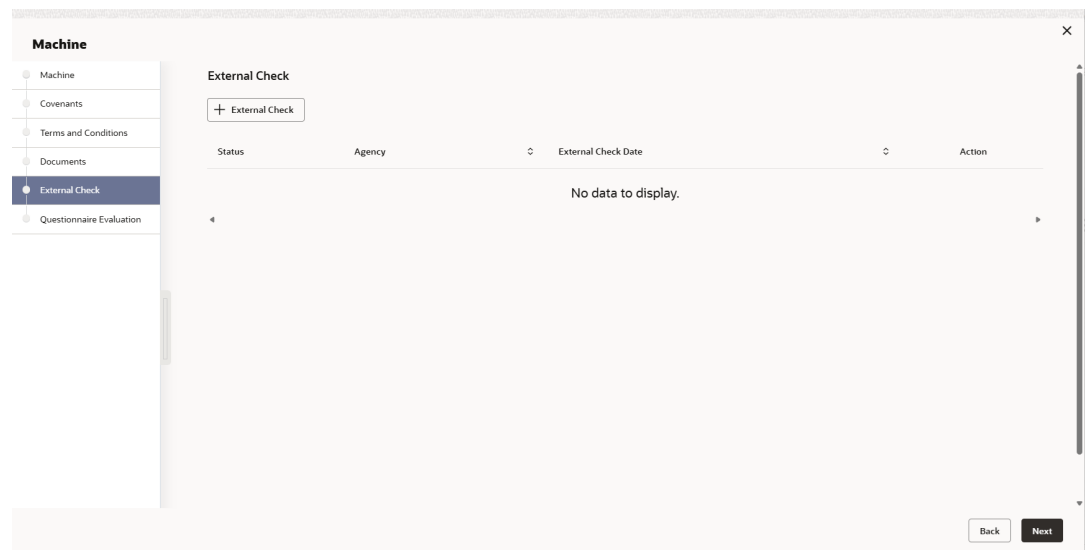 Machine
Machine
Covenants
Terms and Conditions
Documents
External Check
Questionnaire Evaluation
External Check
+ External Check
Status Agency External Check Date Action
No data to display.
Back Next